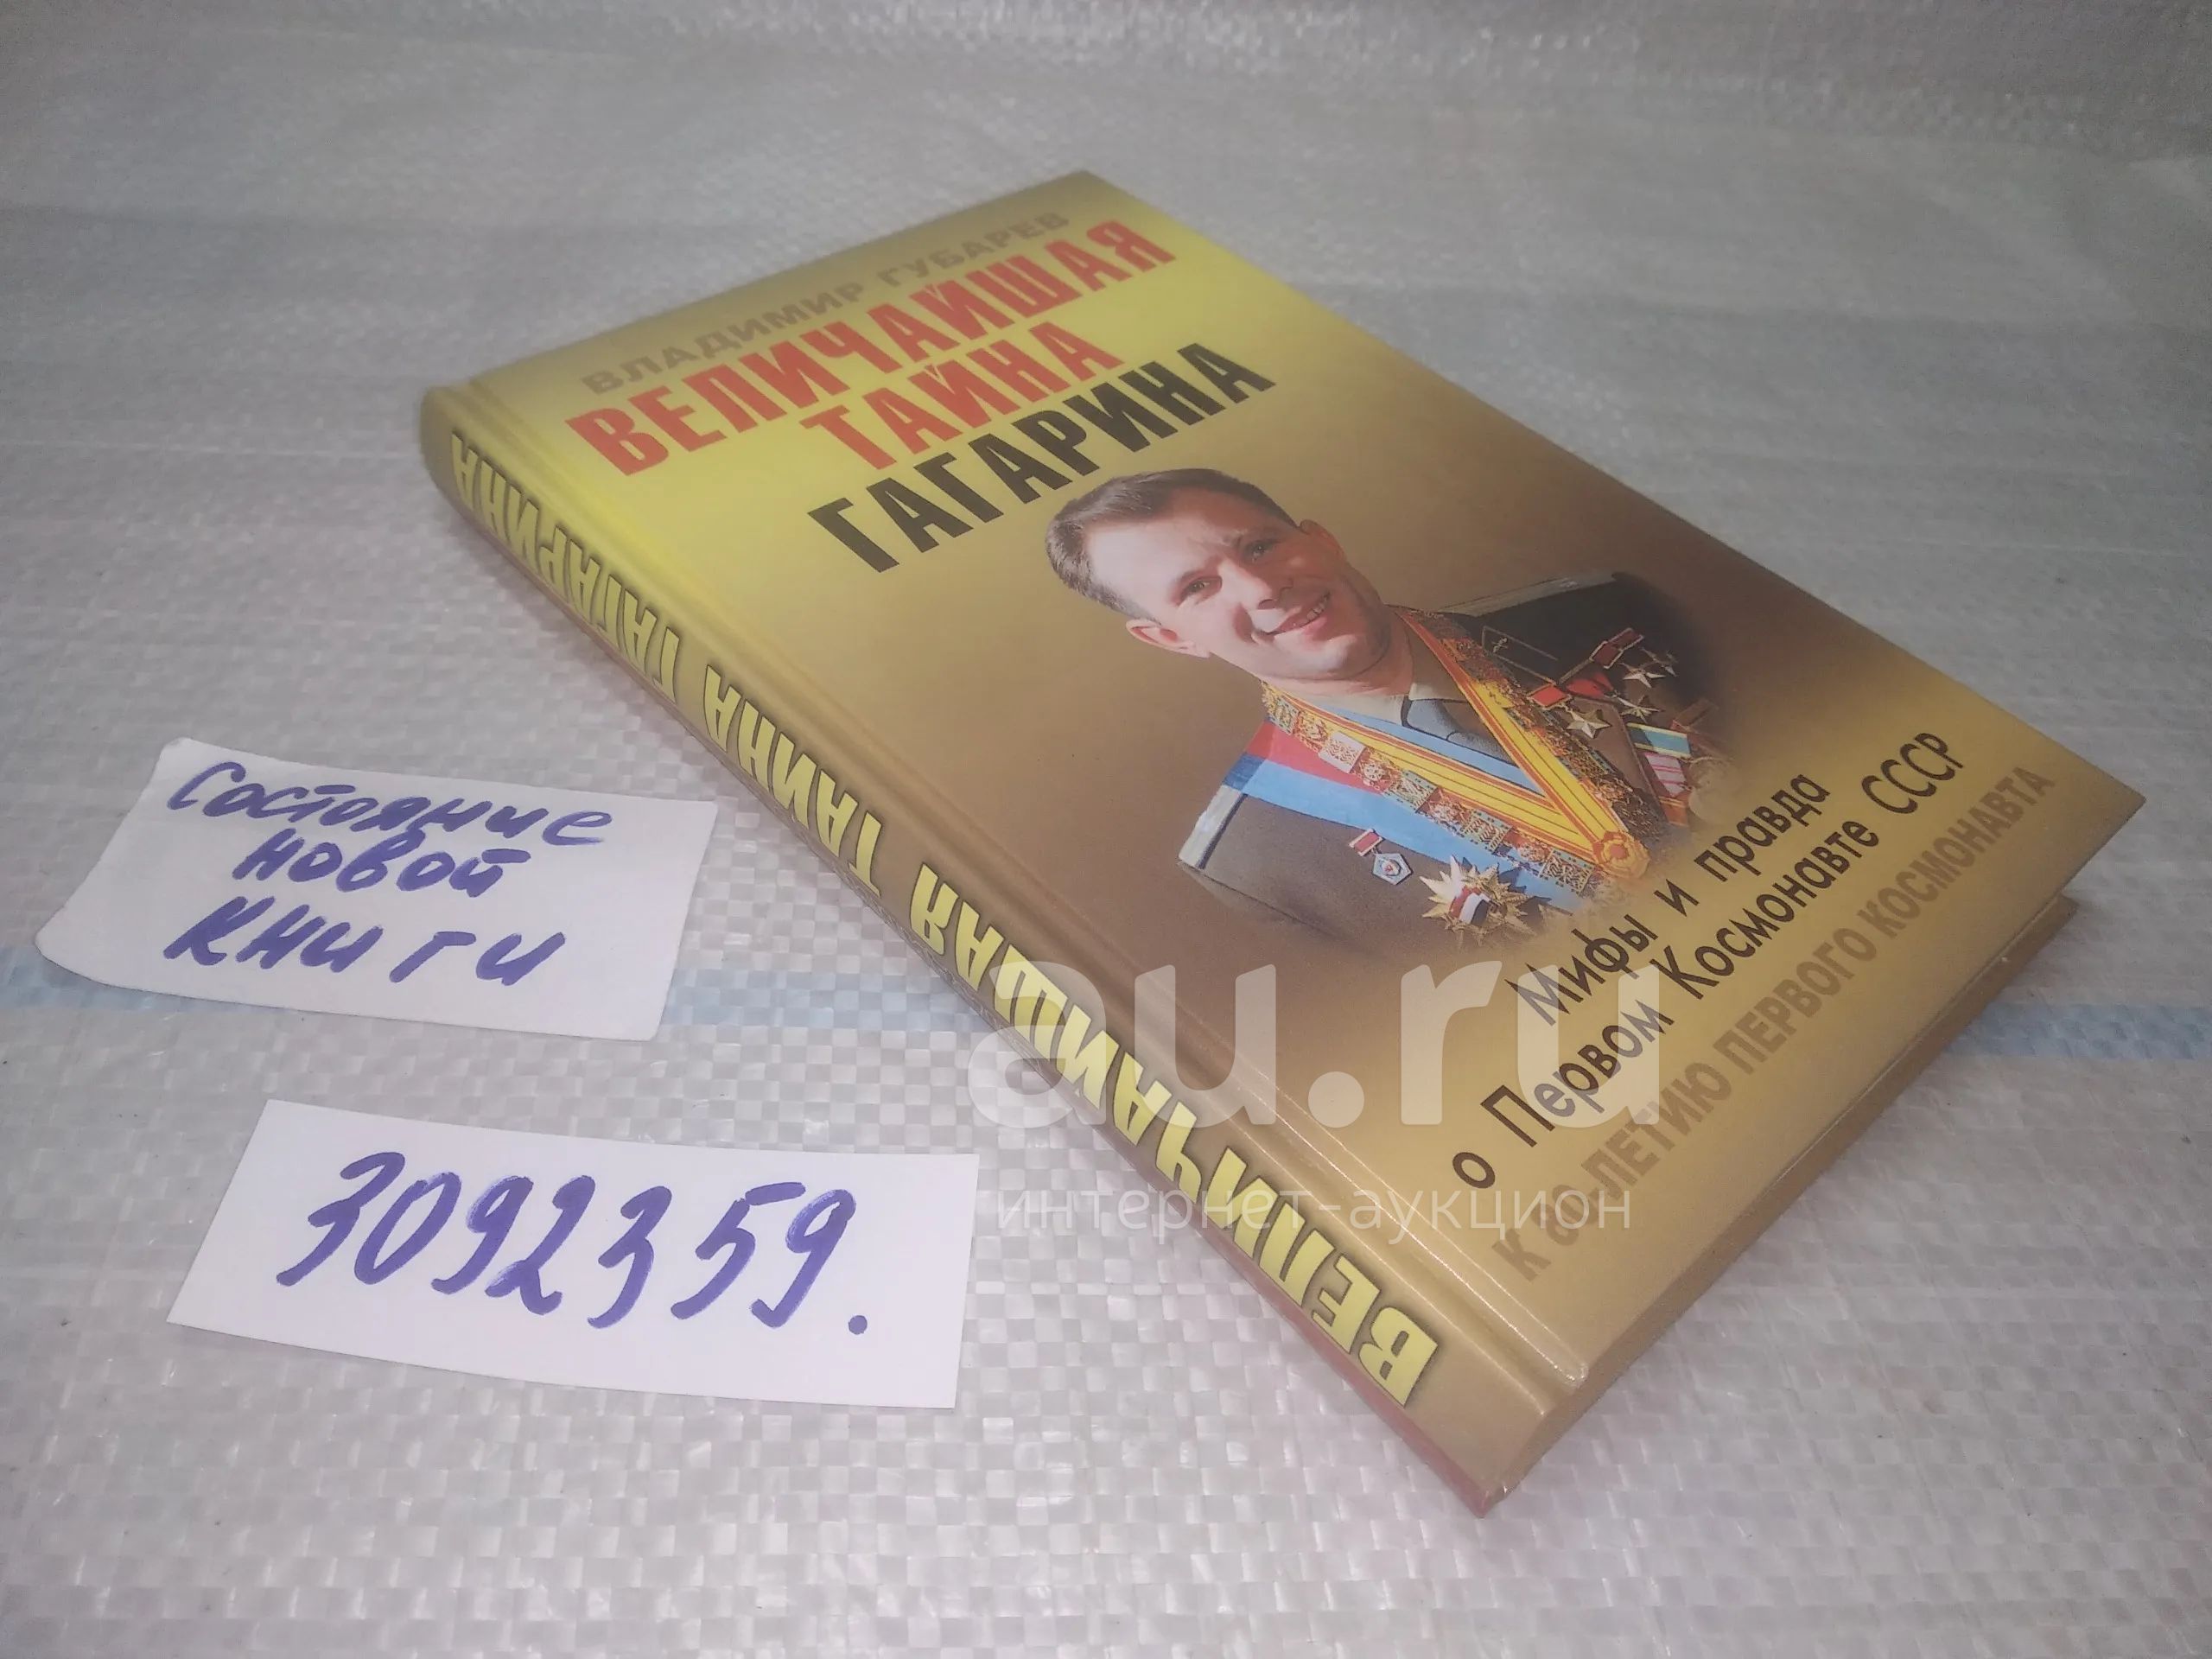 ВЛАДИМИР ГУБАРЕВ
ВЕЛИЧАЙШАЯ
ТАЙНА
ГАГАРИНА
Мифы и правда
о Первом Космонавте СССР
К 80-ЛЕТИЮ ПЕРВОГО КОСМОНАВТА
ВЕЛИЧАЙШАЯ ТАЙНА ГАГАРИНА
Состояние
новой
книги
3092359.
au.ru
интернет-аукцион